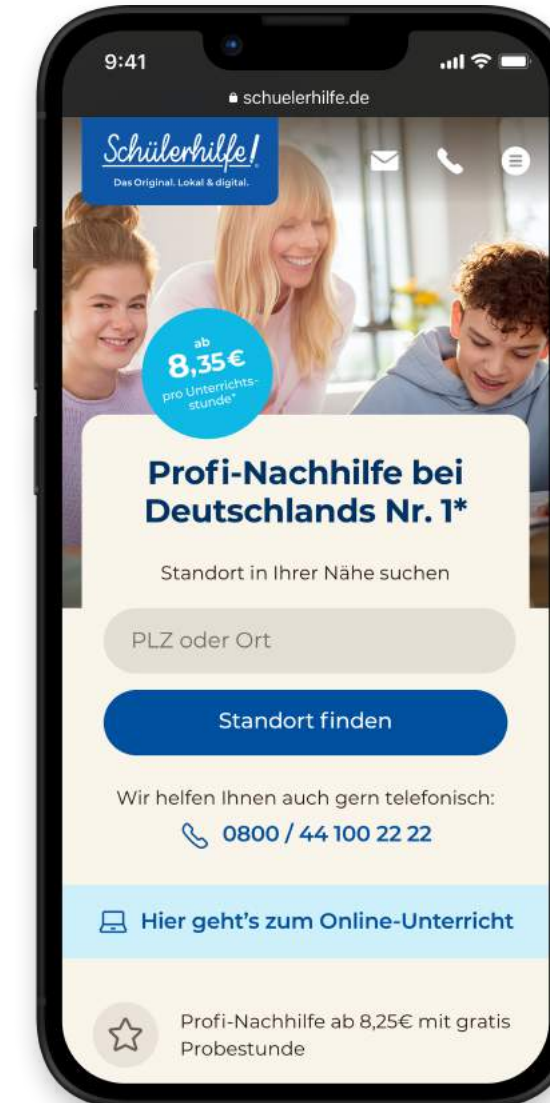 9:41
schuelerhilfe.de
Schülerhilfe!
Das Original. Lokal & digital.
ab
8,35€
pro Unterrichts-
stunde*
Profi-Nachhilfe bei
Deutschlands Nr. 1*
Standort in Ihrer Nähe suchen
PLZ oder Ort
Standort finden
Wir helfen Ihnen auch gern telefonisch:
0800 / 44 100 22 22
Hier geht's zum Online-Unterricht
Profi-Nachhilfe ab 8,25€ mit gratis
Probestunde